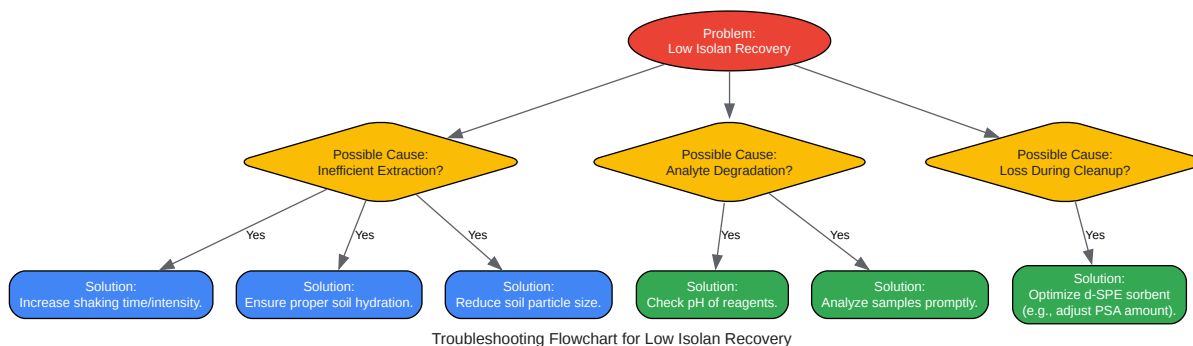 Problem:
Low Isolan Recovery
Possible Cause:
Inefficient Extraction?
Possible Cause:
Analyte Degradation?
Possible Cause:
Loss During Cleanup?
Yes
Yes
Yes
Yes
Yes
Yes
Solution:
Increase shaking time/intensity.
Solution:
Ensure proper soil hydration.
Solution:
Reduce soil particle size.
Solution:
Check pH of reagents.
Solution:
Analyze samples promptly.
Solution:
Optimize d-SPE sorbent
(e.g., adjust PSA amount).
Troubleshooting Flowchart for Low Isolan Recovery